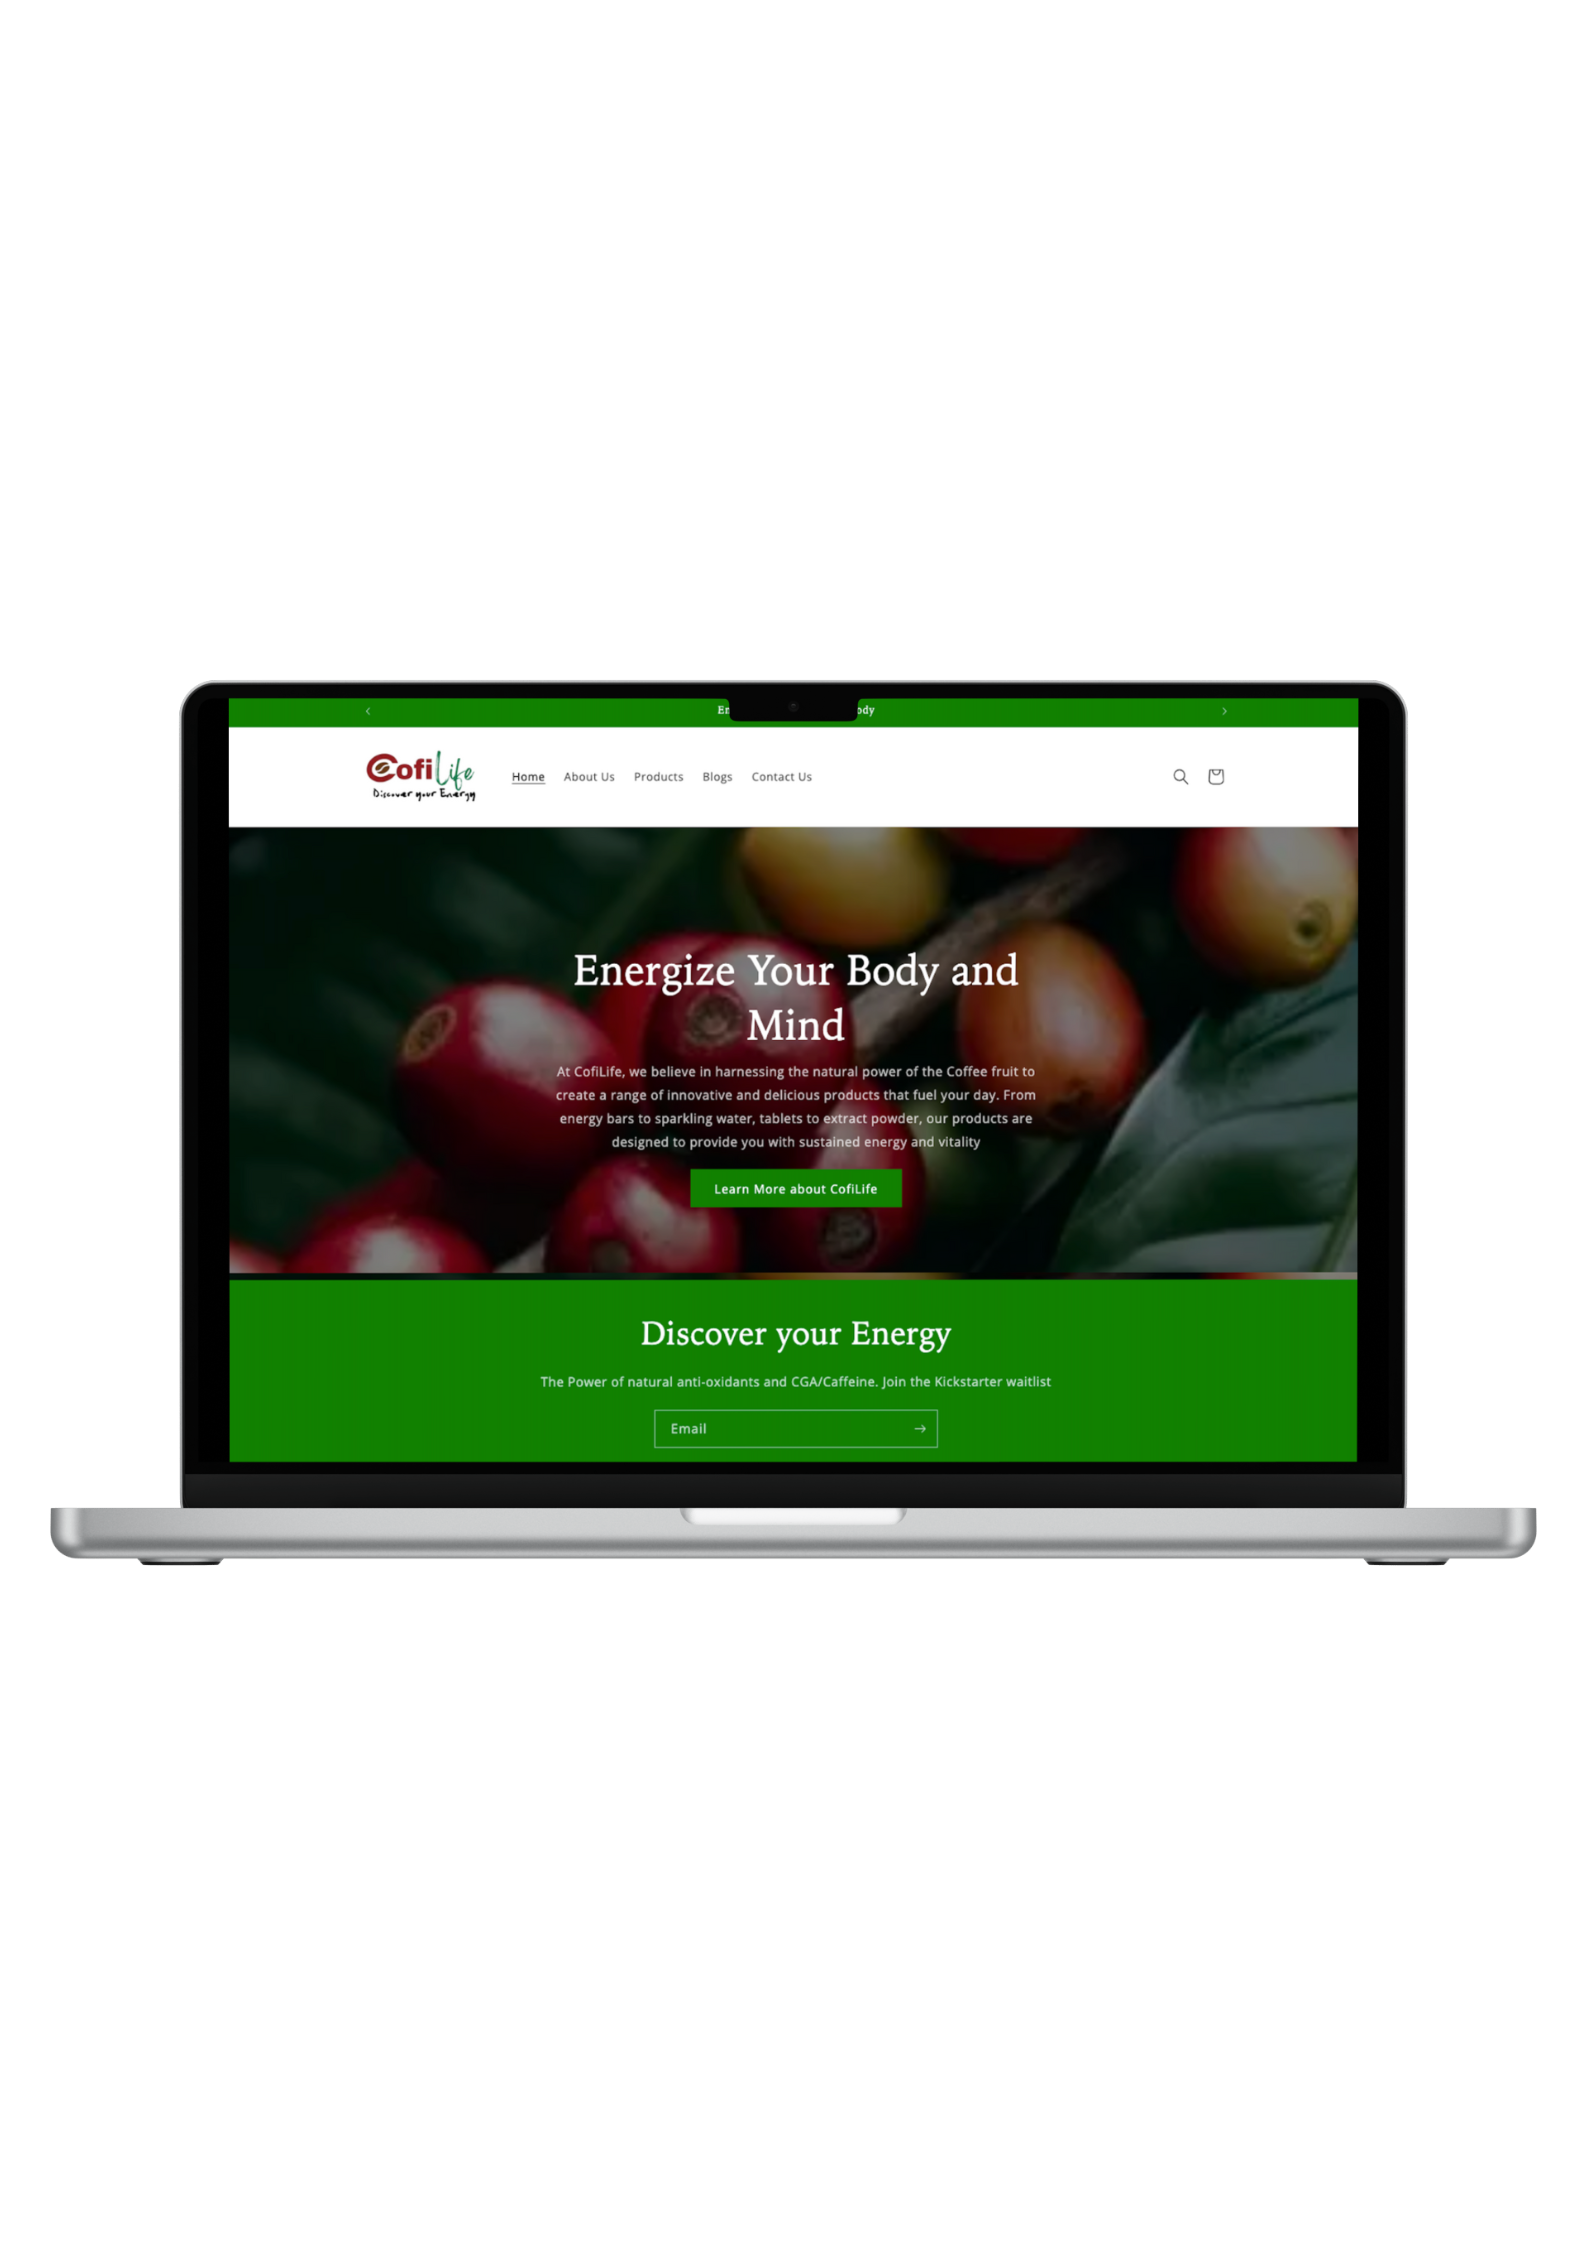 CofiLife
Discover your Energy
Home About Us Products Blogs Contact Us
Energize Your Body and
Mind
At CofiLife, we believe in harnessing the natural power of the Coffee fruit to
create a range of innovative and delicious products that fuel your day. From
energy bars to sparkling water, tablets to extract powder, our products are
designed to provide you with sustained energy and vitality
Learn More about CofiLife
Discover your Energy
The Power of natural anti-oxidants and CGA/Caffeine. Join the Kickstarter waitlist
Email